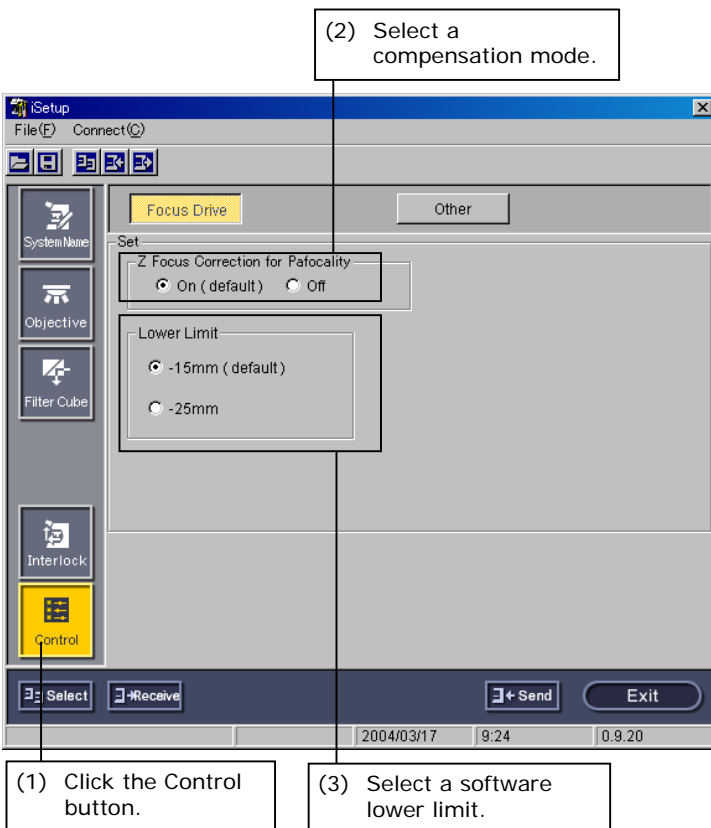 (2) Select a
compensation mode.
iSetup
File(F) Connect(C)
Focus Drive Other
System Name
Set
Z Focus Correction for Pafocality
On ( default ) Off
Objective
Lower Limit
-15mm ( default )
Filter Cube
-25mm
Interlock
Control
Select Receive Send Exit
2004/03/17 9:24 0.9.20
(1) Click the Control
button.
(3) Select a software
lower limit.